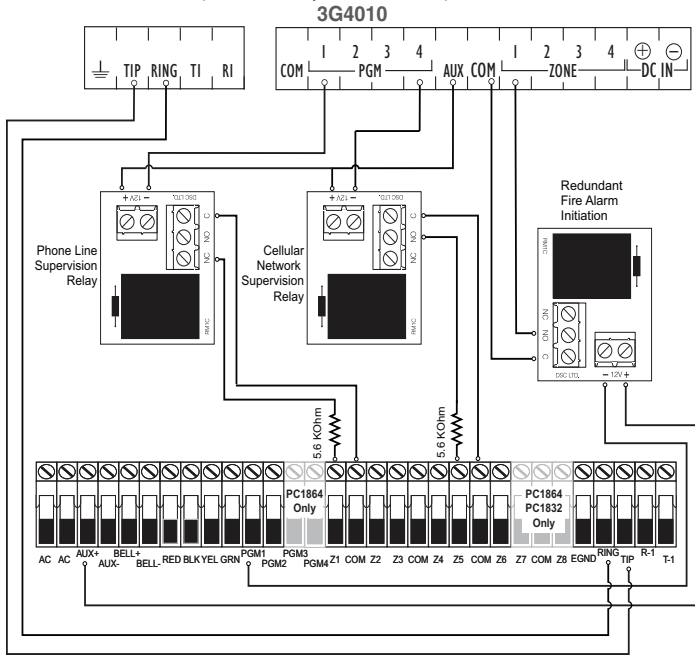 3G4010
TIP RING T1 R1
COM 1 2 3 4 AUX COM 1 2 3 4 + −
PGM ZONE DC IN
+ 12V −
DSC LTD.
C
NO
NC
RM1C
Phone Line
Supervision
Relay
+ 12V −
DSC LTD.
C
NO
NC
RM1C
Cellular
Network
Supervision
Relay
Redundant
Fire Alarm
Initiation
RM1C
NC
NO
C
DSC LTD.
− 12V +
5.6 KOhm
5.6 KOhm
PC1864
Only
PC1864
PC1832
Only
AC AC AUX+ AUX- BELL+ BELL- RED BLK YEL GRN PGM1 PGM2 PGM3 PGM4 Z1 COM Z2 Z3 COM Z4 Z5 COM Z6 Z7 COM Z8 EGND RING TIP R-1 T-1